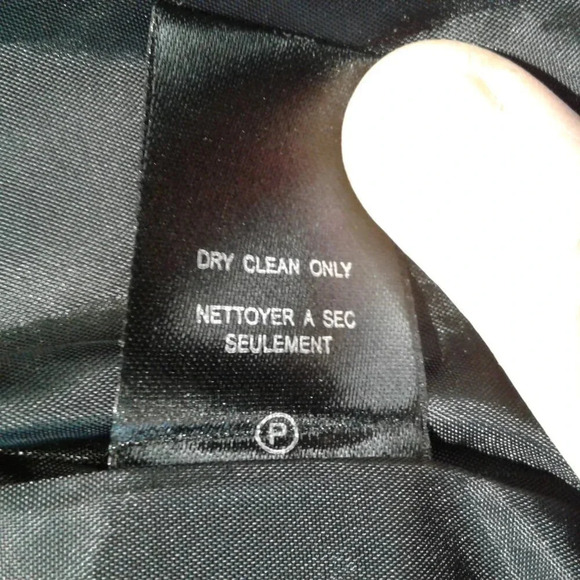 DRY CLEAN ONLY
NETTOYER A SEC
SEULEMENT
P